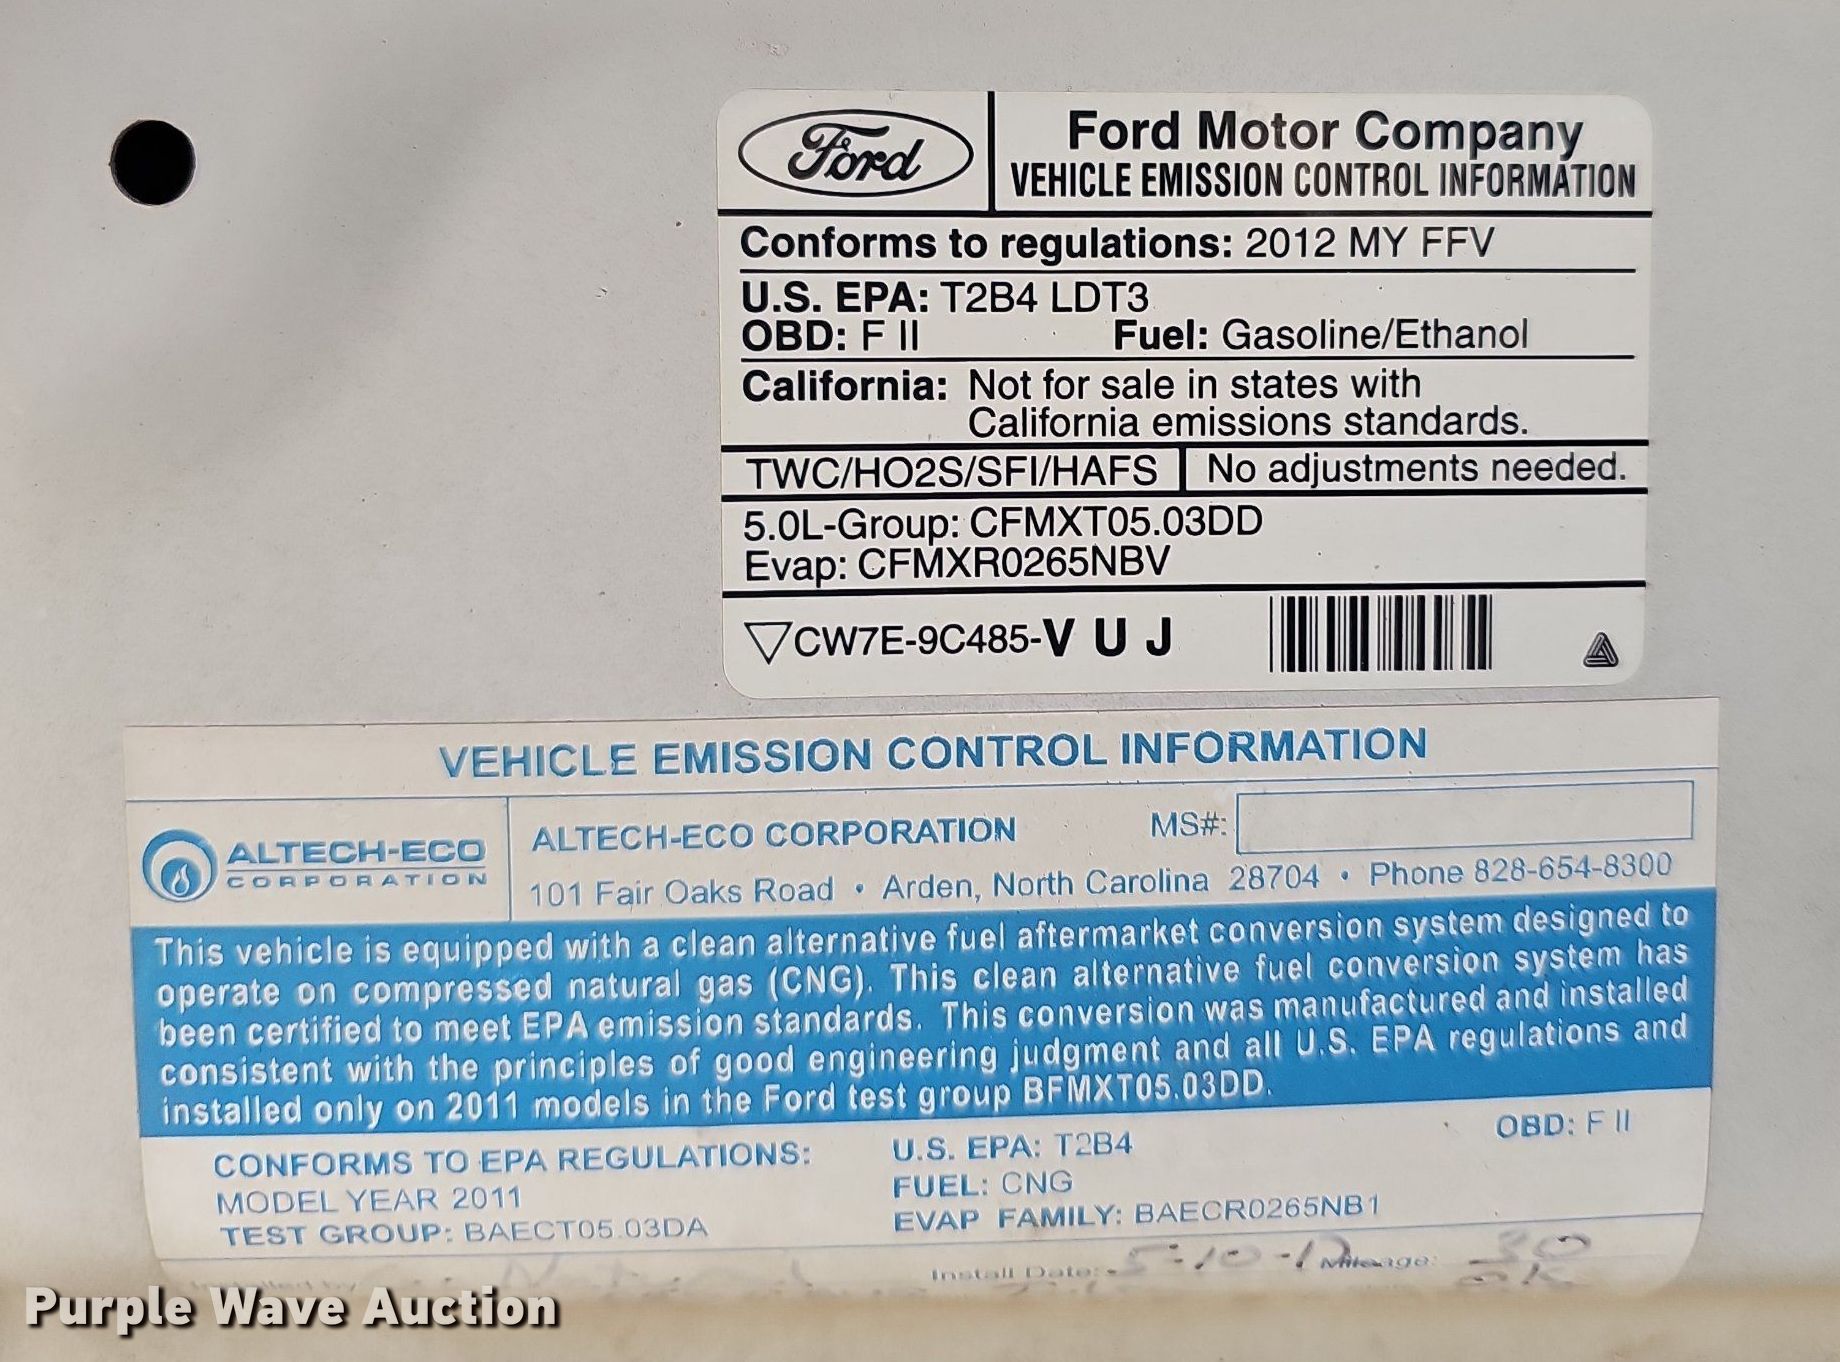 Ford
Ford Motor Company
VEHICLE EMISSION CONTROL INFORMATION
Conforms to regulations: 2012 MY FFV
U.S. EPA: T2B4 LDT3
OBD: F II Fuel: Gasoline/Ethanol
California: Not for sale in states with
California emissions standards.
TWC/HO2S/SFI/HAFS No adjustments needed.
5.0L-Group: CFMXT05.03DD
Evap: CFMXR0265NBV
CW7E-9C485-V U J
VEHICLE EMISSION CONTROL INFORMATION
ALTECH-ECO
CORPORATION
ALTECH-ECO CORPORATION MS#:
101 Fair Oaks Road • Arden, North Carolina 28704 • Phone 828-654-8300
This vehicle is equipped with a clean alternative fuel aftermarket conversion system designed to
operate on compressed natural gas (CNG). This clean alternative fuel conversion system has
been certified to meet EPA emission standards. This conversion was manufactured and installed
consistent with the principles of good engineering judgment and all U.S. EPA regulations and
installed only on 2011 models in the Ford test group BFMXT05.03DD.
CONFORMS TO EPA REGULATIONS:
MODEL YEAR 2011
TEST GROUP: BAECT05.03DA
U.S. EPA: T2B4 OBD: F II
FUEL: CNG
EVAP FAMILY: BAECR0265NB1
Installed by Install Date: 5-10-12 Mileage: 30
Purple Wave Auction